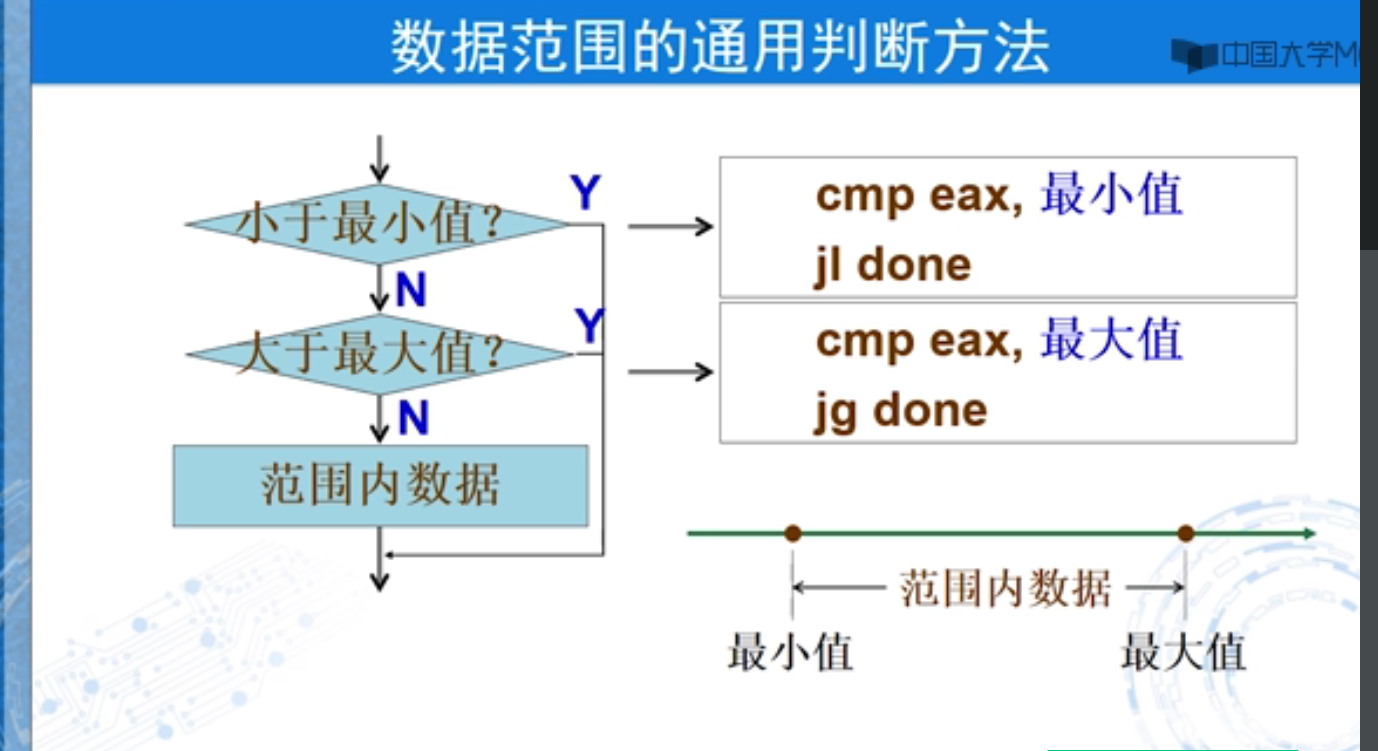 数据范围的通用判断方法
中国大学M
小于最小值？
Y
N
大于最大值？
Y
N
范围内数据
cmp eax, 最小值
jl done
cmp eax, 最大值
jg done
范围内数据
最小值
最大值